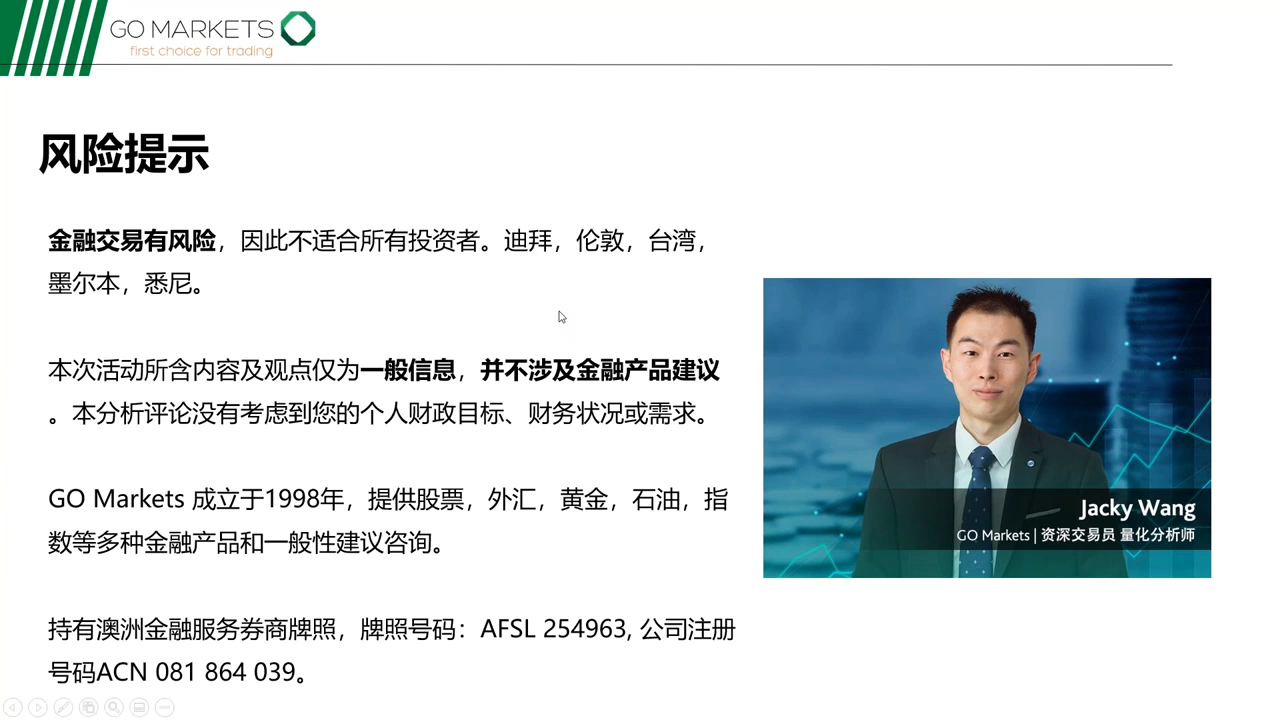 GO MARKETS
first choice for trading
风险提示
金融交易有风险，因此不适合所有投资者。迪拜，伦敦，台湾，
墨尔本，悉尼。
本次活动所含内容及观点仅为一般信息，并不涉及金融产品建议
。本分析评论没有考虑到您的个人财政目标、财务状况或需求。
GO Markets 成立于1998年，提供股票，外汇，黄金，石油，指
数等多种金融产品和一般性建议咨询。
持有澳洲金融服务券商牌照，牌照号码：AFSL 254963, 公司注册
号码ACN 081 864 039。
Jacky Wang
GO Markets | 资深交易员 量化分析师